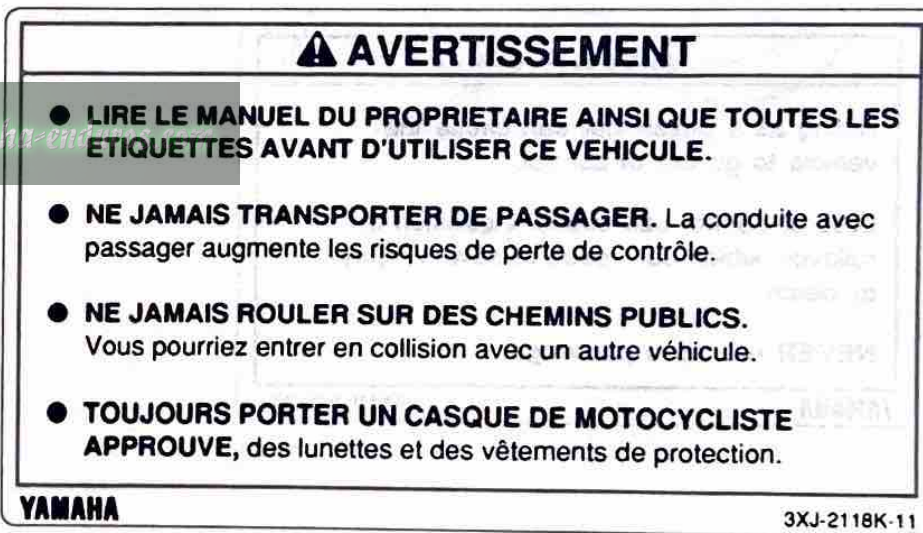 AVERTISSEMENT
● LIRE LE MANUEL DU PROPRIETAIRE AINSI QUE TOUTES LES
ETIQUETTES AVANT D'UTILISER CE VEHICULE.
● NE JAMAIS TRANSPORTER DE PASSAGER. La conduite avec
passager augmente les risques de perte de contrôle.
● NE JAMAIS ROULER SUR DES CHEMINS PUBLICS.
Vous pourriez entrer en collision avec un autre véhicule.
● TOUJOURS PORTER UN CASQUE DE MOTOCYCLISTE
APPROUVE, des lunettes et des vêtements de protection.
YAMAHA
3XJ-2118K-11